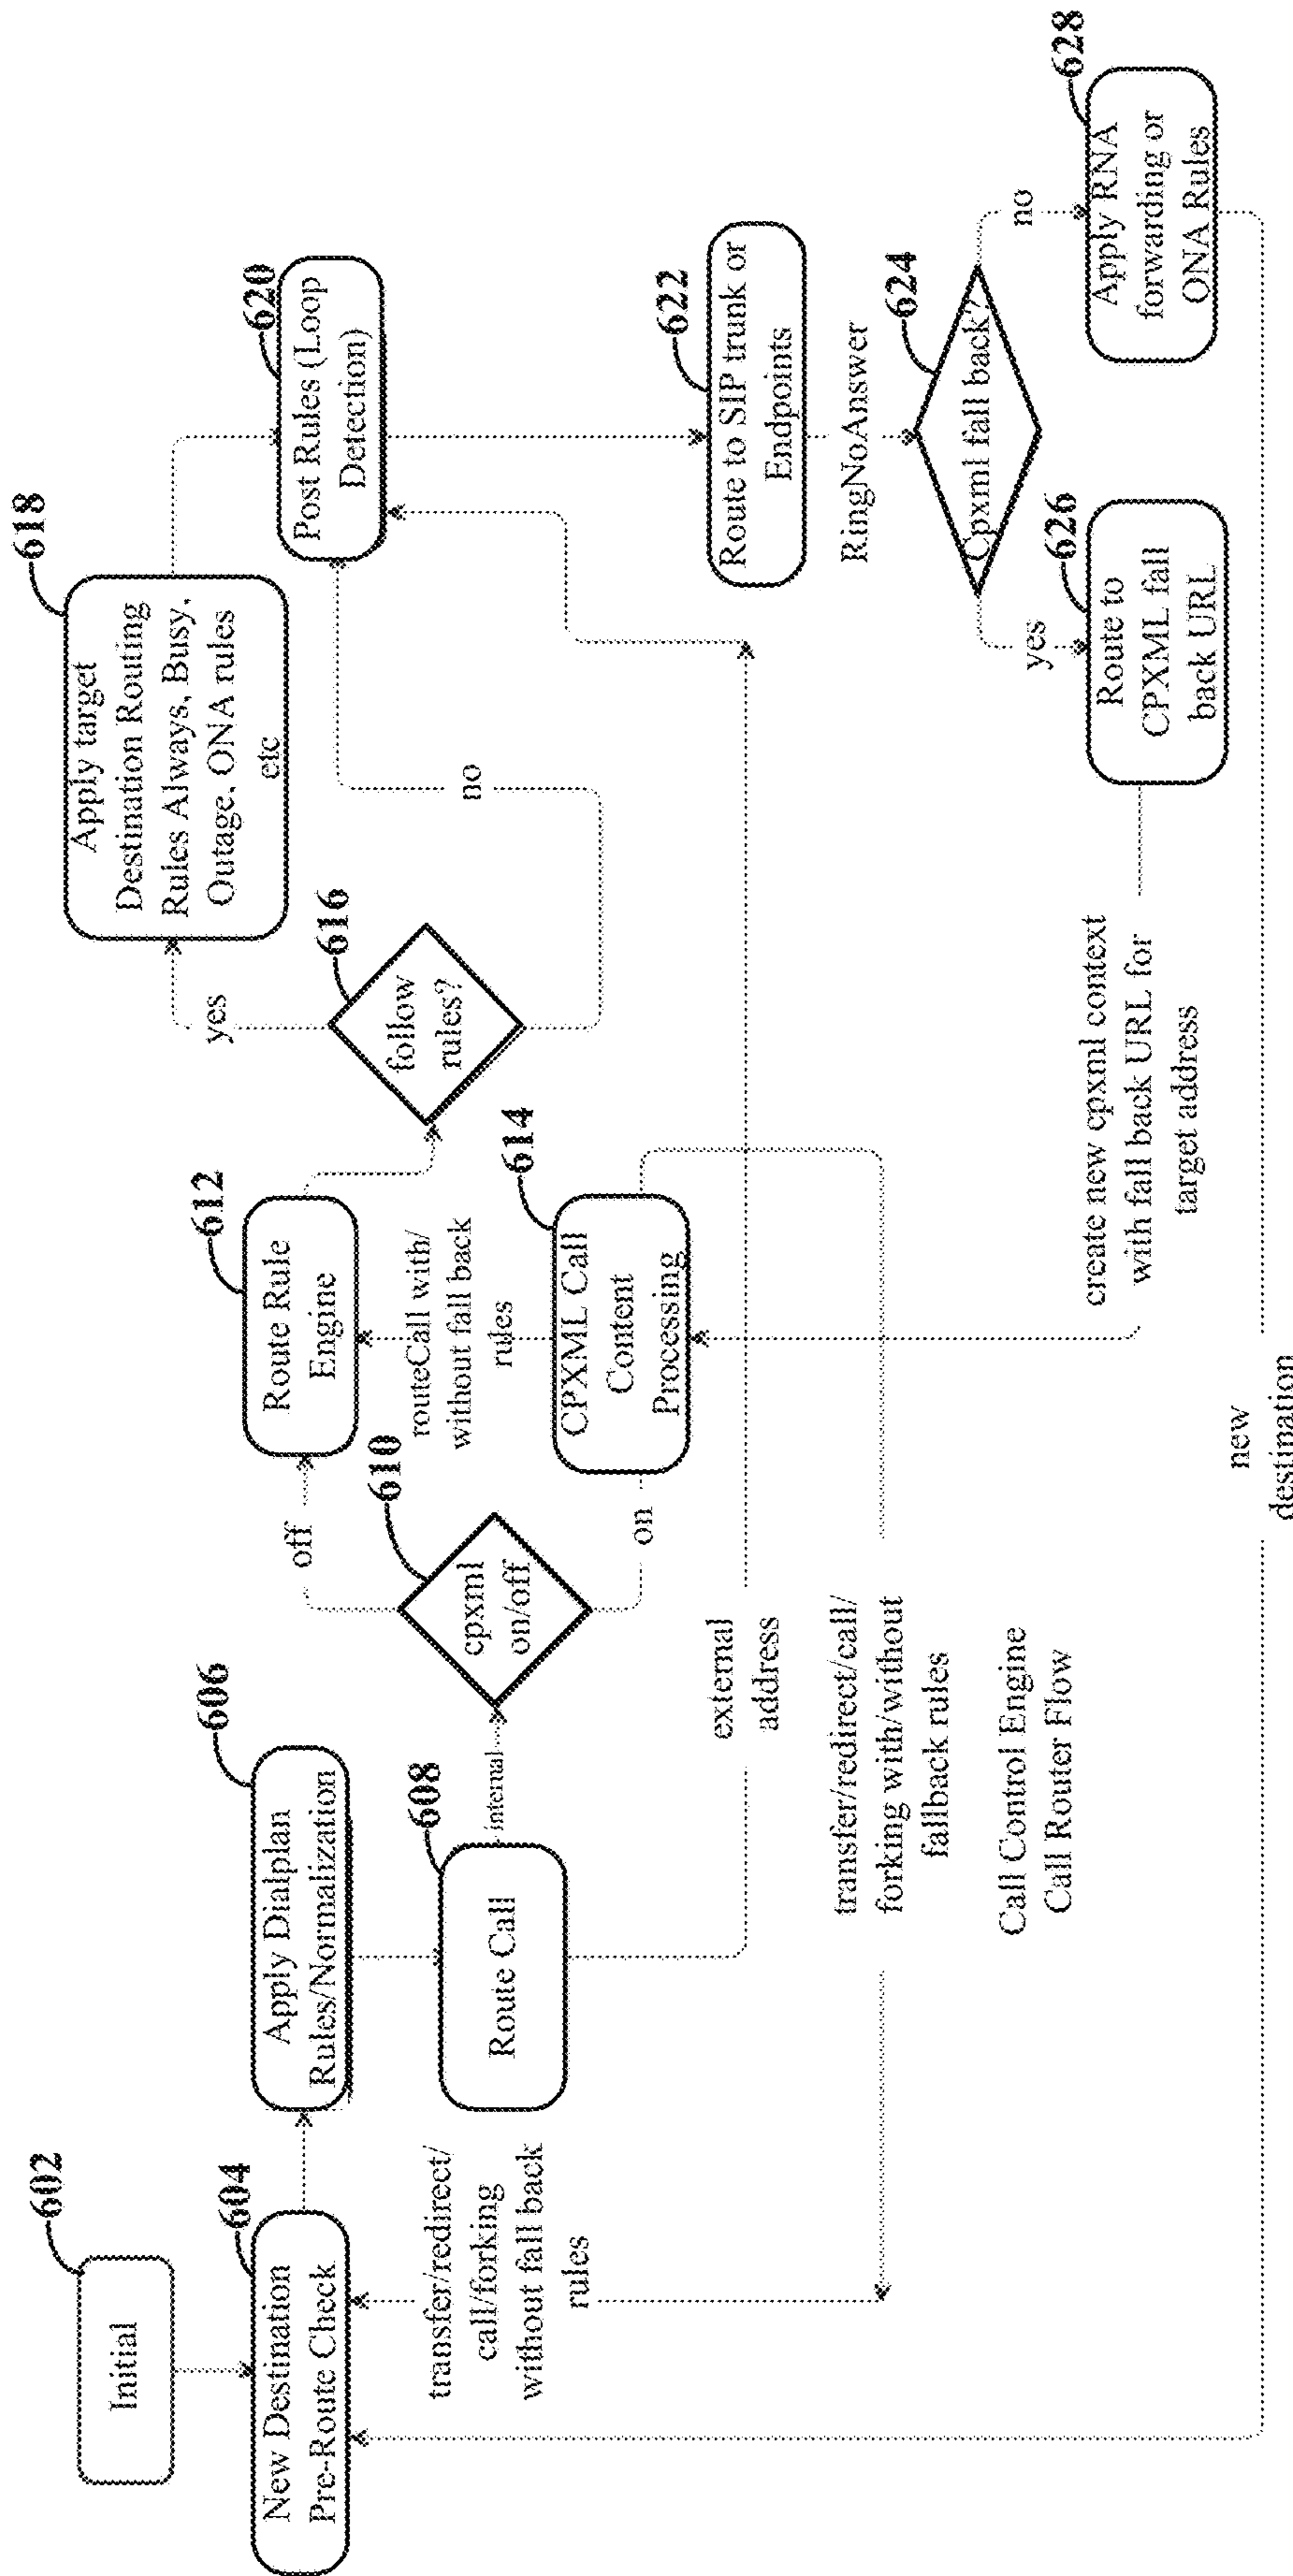 602
Initial
604
New Destination
Pre-Route Check
606
Apply Dialplan
Rules/Normalization
608
Route Call
internal
transfer/redirect/
call/forking
without fall back
rules
610
cpxml
on/off
off
on
612
Route Rule
Engine
routeCall with/
without fall back
rules
614
CPXML Call
Content
Processing
616
follow
rules?
yes
no
618
Apply target
Destination Routing
Rules Always, Busy,
Outage, ONA rules
etc
620
Post Rules (Loop
Detection)
external
address
transfer/redirect/call/
forking with/without
fallback rules
Call Control Engine
Call Router Flow
622
Route to SIP trunk or
Endpoints
RingNoAnswer
624
Cpxml fall back?
yes
no
626
Route to
CPXML fall
back URL
628
Apply RNA
forwarding or
ONA Rules
create new cpxml context
with fall back URL for
target address
new
destination